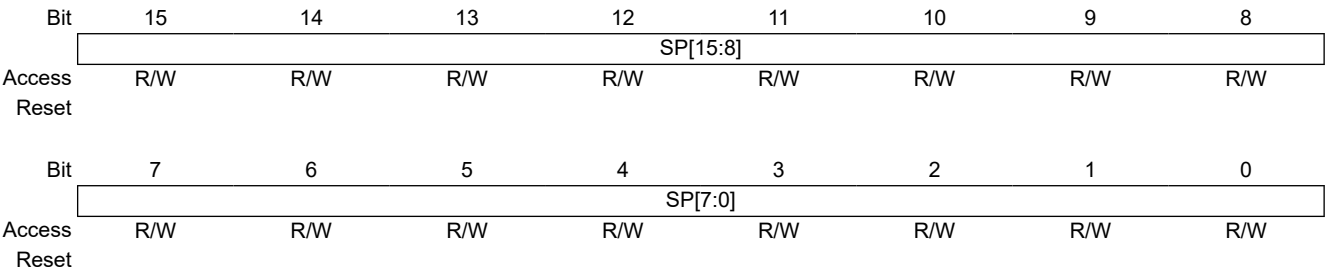 Bit 15 14 13 12 11 10 9 8
SP[15:8]
Access R/W R/W R/W R/W R/W R/W R/W R/W
Reset
Bit 7 6 5 4 3 2 1 0
SP[7:0]
Access R/W R/W R/W R/W R/W R/W R/W R/W
Reset